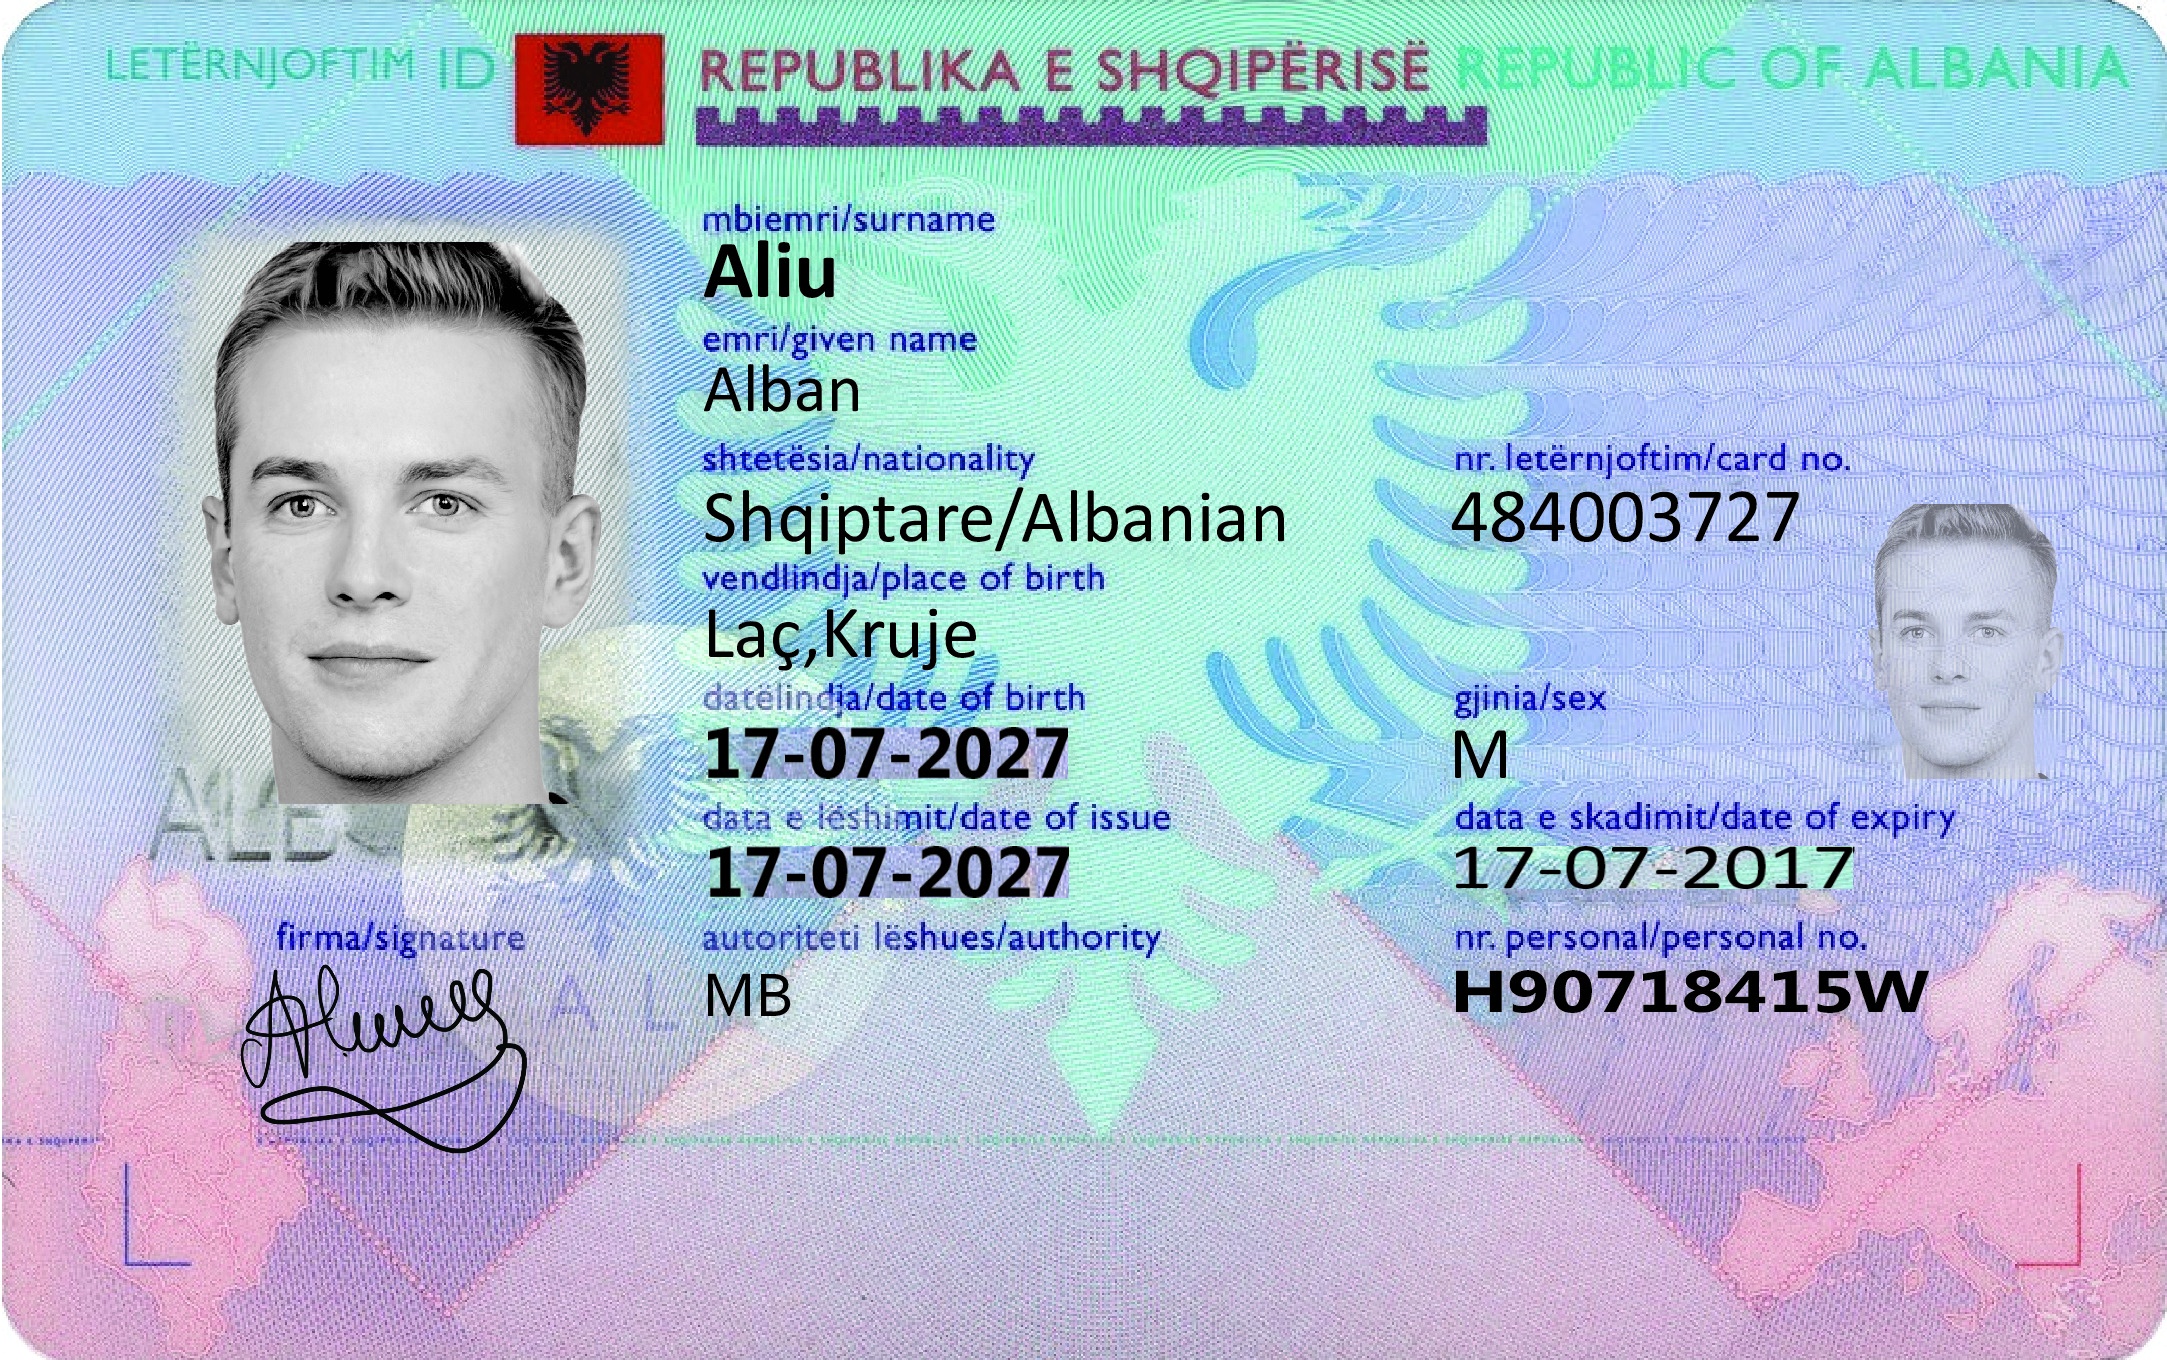 LETËRNJOFTIM ID REPUBLIKA E SHQIPËRISË REPUBLIC OF ALBANIA
mbiemri/surname
Aliu
emri/given name
Alban
shtetësia/nationality
Shqiptare/Albanian
nr. letërnjoftim/card no.
484003727
vendlindja/place of birth
Laç,Kruje
datëlindja/date of birth
17-07-2027
gjinia/sex
M
data e lëshimit/date of issue
17-07-2027
data e skadimit/date of expiry
17-07-2017
firma/signature
autoriteti lëshues/authority
MB
nr. personal/personal no.
H90718415W